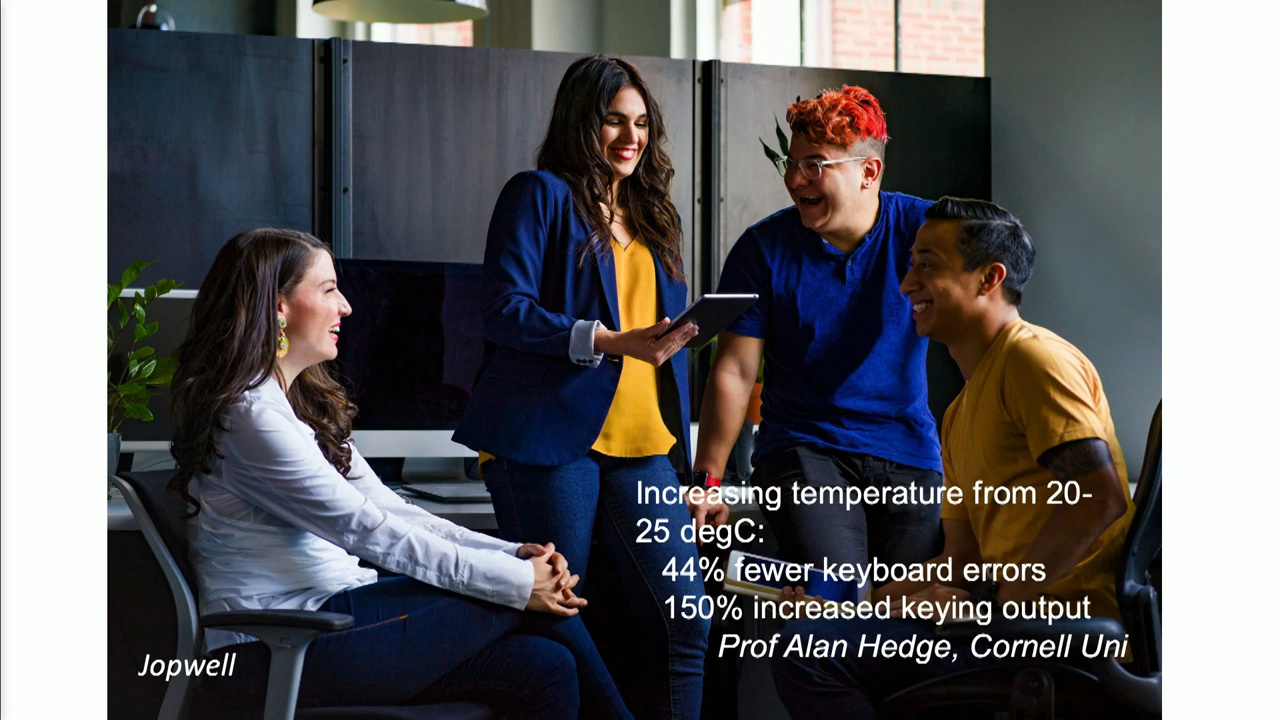 Increasing temperature from 20-
25 degC:
44% fewer keyboard errors
150% increased keying output
Prof Alan Hedge, Cornell Uni
Jopwell